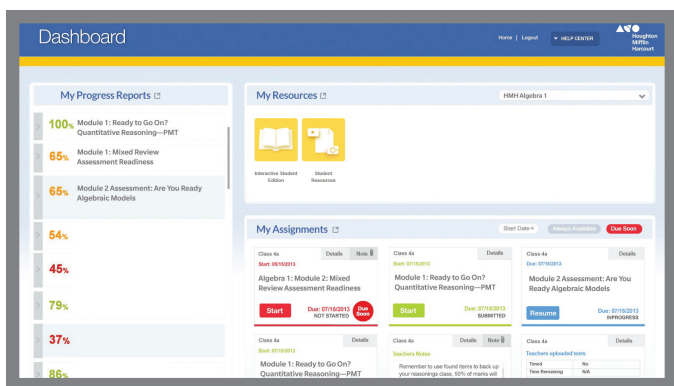 Dashboard
Home | Logout
HELP CENTER
Houghton
Mifflin
Harcourt
My Progress Reports
100% Module 1: Ready to Go On?
Quantitative Reasoning—PMT
65% Module 1: Mixed Review
Assessment Readiness
65% Module 2 Assessment: Are You Ready
Algebraic Models
54%
45%
79%
37%
86%
My Resources
HMH Algebra 1
Interactive Student
Edition
Student
Resources
My Assignments
Start Date
Always Available
Due Soon
Class 4a Details Note
Start: 05/15/2013
Algebra 1: Module 2: Mixed
Review Assessment Readiness
Start
Due: 07/15/2013
NOT STARTED
Due
Soon
Class 4a Details
Start: 07/15/2013
Module 1: Ready to Go On?
Quantitative Reasoning—PMT
Start
Due: 07/15/2013
SUBMITTED
Class 4a Details
Due: 07/15/2013
Module 2 Assessment: Are You
Ready Algebraic Models
Resume
Due: 07/15/2013
INPROGRESS
Class 4a Details
Start: 07/15/2013
Module 1: Ready to Go On?
Quantitative Reasoning—PMT
Class 4a Details Note
Teachers Notes
Remember to use found items to back up
your reasonings class. 50% of marks will
Class 4a Details
Teachers uploaded tests
Timed No
Time Remaining N/A